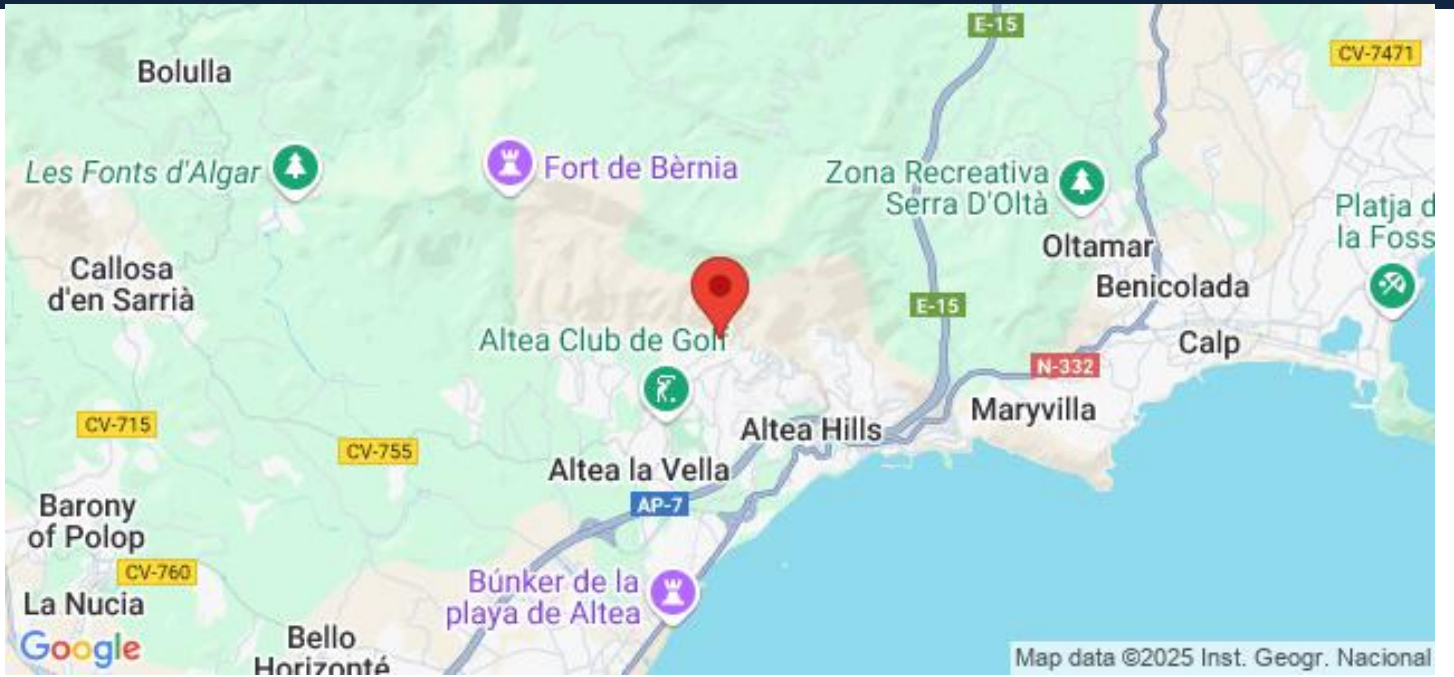 E-15
CV-7471
Bolulla
Les Fonts d'Algar
Fort de Bèrnia
Zona Recreativa
Serra D'Oltà
Platja d
la Foss
Oltamar
Callosa
d'en Sarrià
Benicolada
E-15
Altea Club de Golf
Calp
N-332
Maryvilla
CV-715
Altea Hills
CV-755
Altea la Vella
AP-7
Barony
of Polop
CV-760
Búnker de la
playa de Altea
La Nucia
Bello
Horizonté
Google
Map data ©2025 Inst. Geogr. Nacional